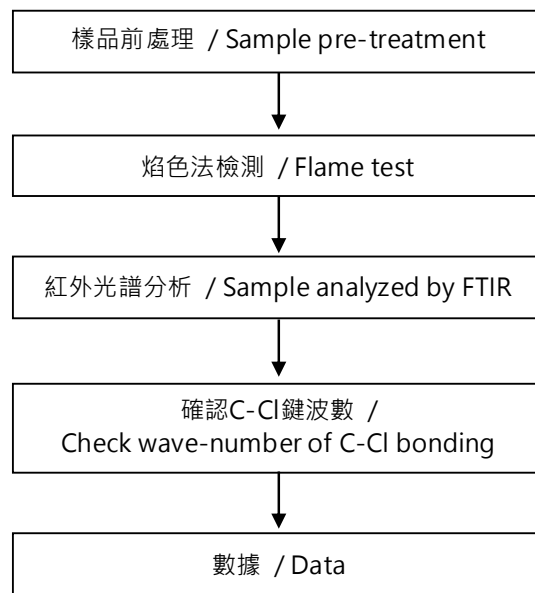 樣品前處理 / Sample pre-treatment
焰色法檢測 / Flame test
紅外光譜分析 / Sample analyzed by FTIR
確認C-Cl鍵波數 /
Check wave-number of C-Cl bonding
數據 / Data